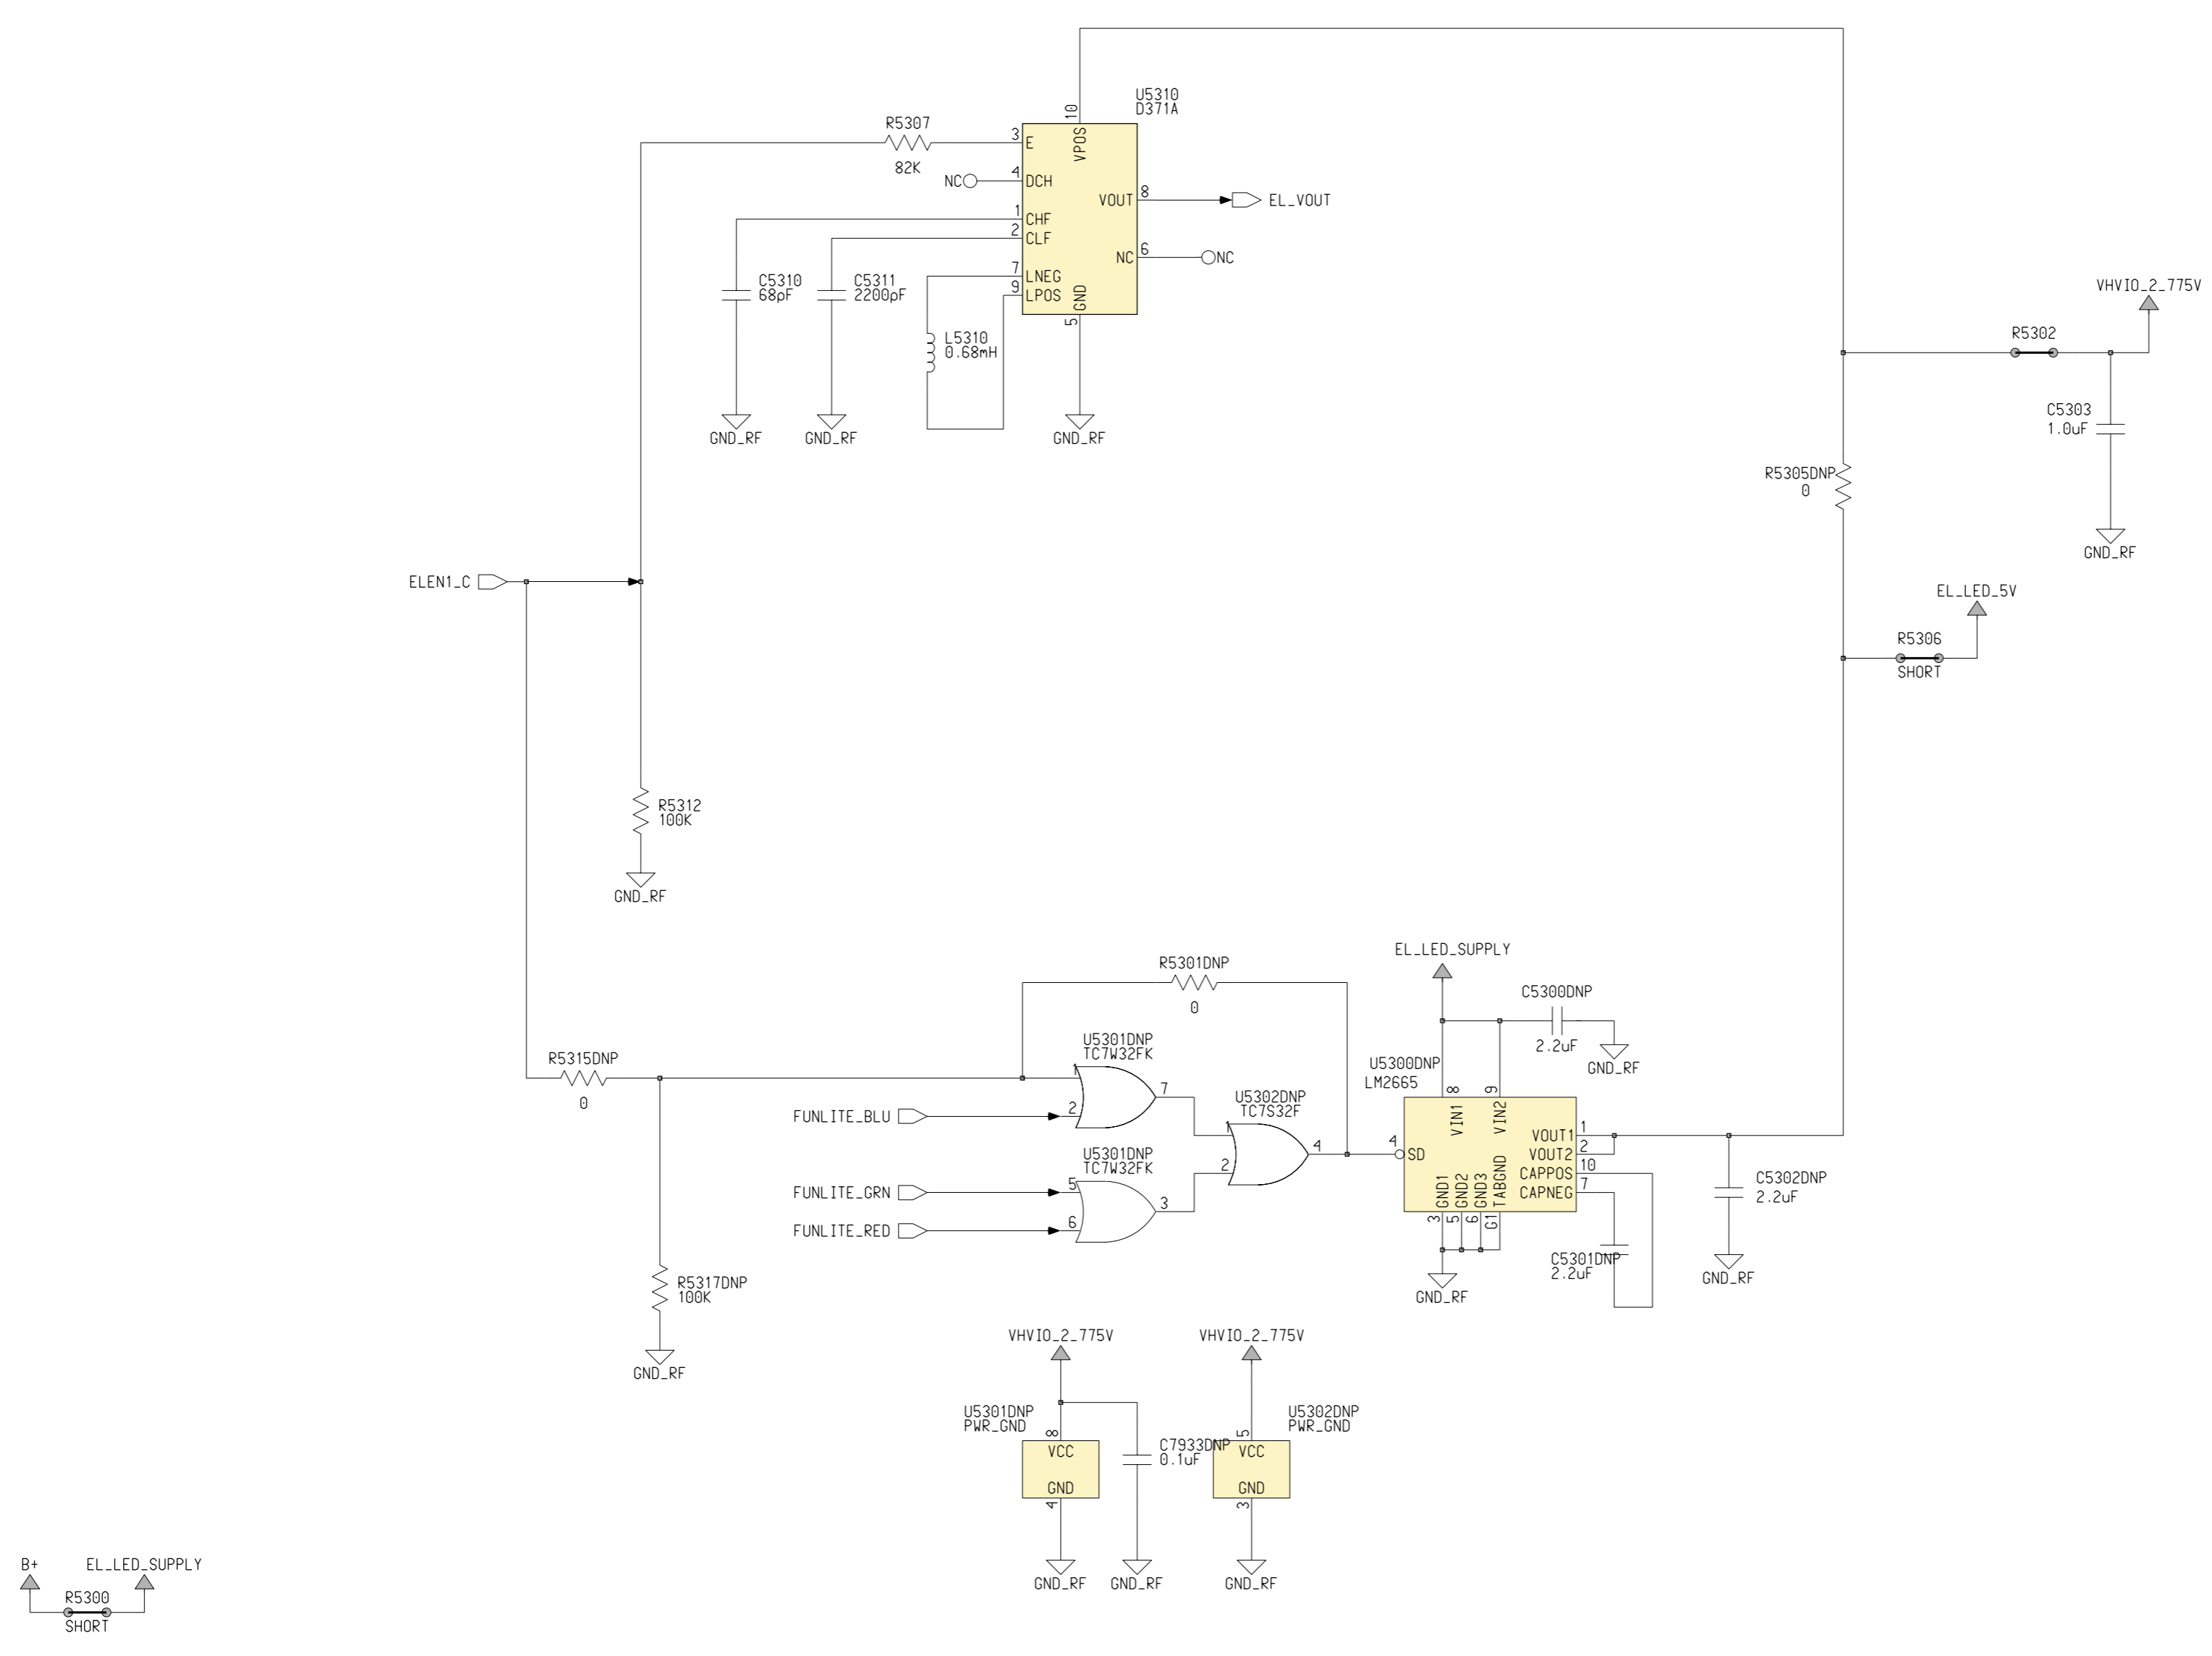 U5310
D371A
10
VPOS
R5307
82K
3
E
NC
4
DCH
1
CHF
2
CLF
7
LNEG
9
LPOS
VOUT
8
EL_VOUT
NC
6
NC
GND
5
C5310
68pF
C5311
2200pF
L5310
0.68mH
GND_RF
GND_RF
GND_RF
VHVIO_2_775V
R5302
C5303
1.0uF
GND_RF
R5305DNP
0
ELEN1_C
EL_LED_5V
R5306
SHORT
R5312
100K
GND_RF
EL_LED_SUPPLY
R5301DNP
0
C5300DNP
2.2uF
GND_RF
R5315DNP
0
U5301DNP
TC7W32FK
1
7
FUNLITE_BLU
2
U5302DNP
TC7S32F
1
4
2
U5301DNP
TC7W32FK
FUNLITE_GRN
5
3
FUNLITE_RED
6
U5300DNP
LM2665
8
9
VIN1
VIN2
4
SD
VOUT1
1
VOUT2
2
CAPPOS
10
CAPNEG
7
GND1
GND2
GND3
TABGND
3
5
6
G1
GND_RF
C5301DNP
2.2uF
C5302DNP
2.2uF
GND_RF
R5317DNP
100K
GND_RF
VHVIO_2_775V
VHVIO_2_775V
U5301DNP
PWR_GND
8
VCC
GND
4
C7933DNP
0.1uF
U5302DNP
PWR_GND
5
VCC
GND
3
GND_RF
GND_RF
GND_RF
B+
EL_LED_SUPPLY
R5300
SHORT